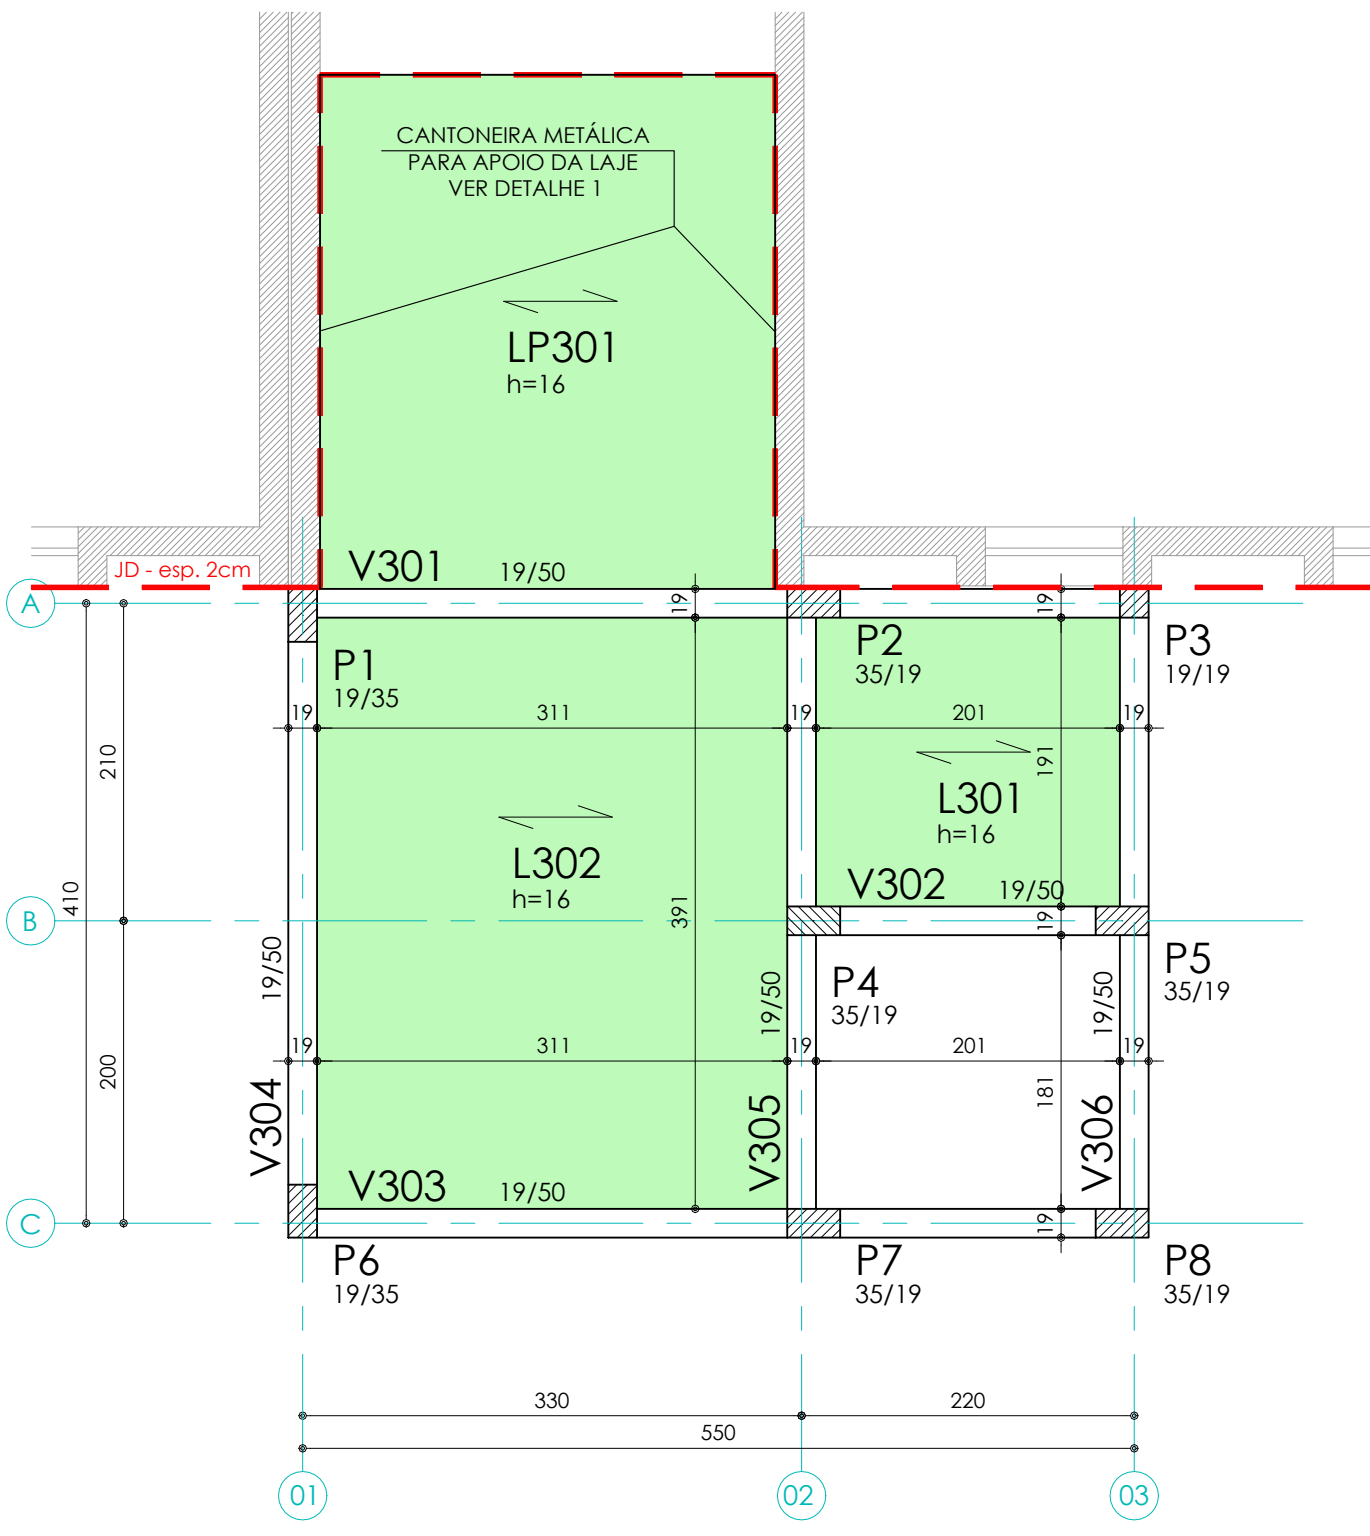 CANTONEIRA METÁLICA
PARA APOIO DA LAJE
VER DETALHE 1
LP301
h=16
V301 19/50
JD - esp. 2cm
A
19
19
P1
19/35
P2
35/19
P3
19/19
19
311
19
201
19
210
191
L301
h=16
L302
h=16
V302 19/50
410
391
B
19
19/50
P4
35/19
19/50
P5
35/19
19/50
19
311
19
201
19
200
181
V304
V305
V306
V303 19/50
C
19
P6
19/35
P7
35/19
P8
35/19
330
220
550
01
02
03